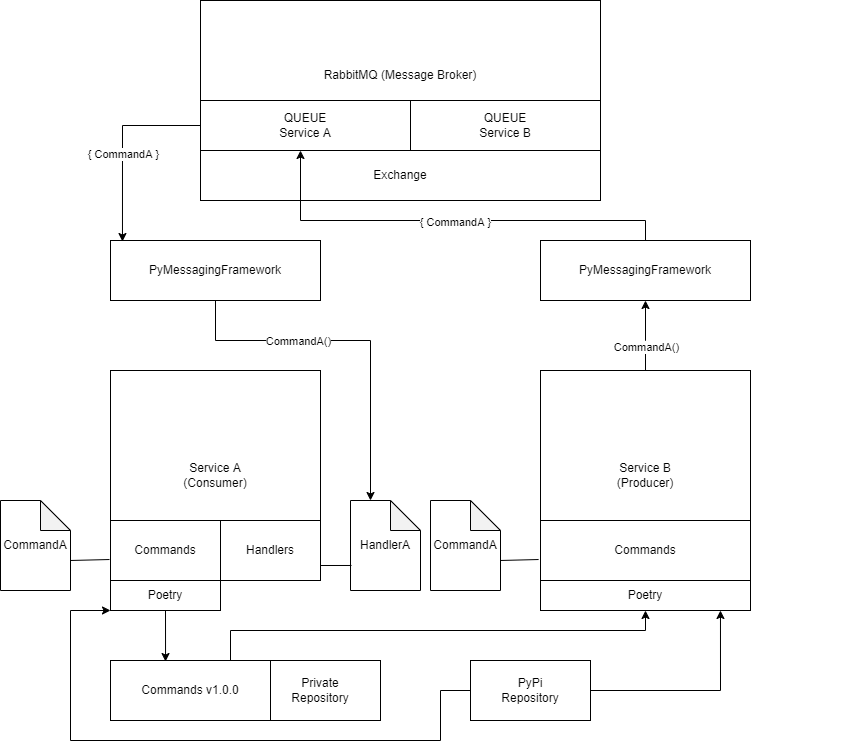 RabbitMQ (Message Broker)
QUEUE
Service A
QUEUE
Service B
{ CommandA }
Exchange
{ CommandA }
PyMessagingFramework
PyMessagingFramework
CommandA()
CommandA()
Service A
(Consumer)
Service B
(Producer)
CommandA
Commands
Handlers
HandlerA
CommandA
Commands
Poetry
Poetry
Commands v1.0.0
Private
Repository
PyPi
Repository